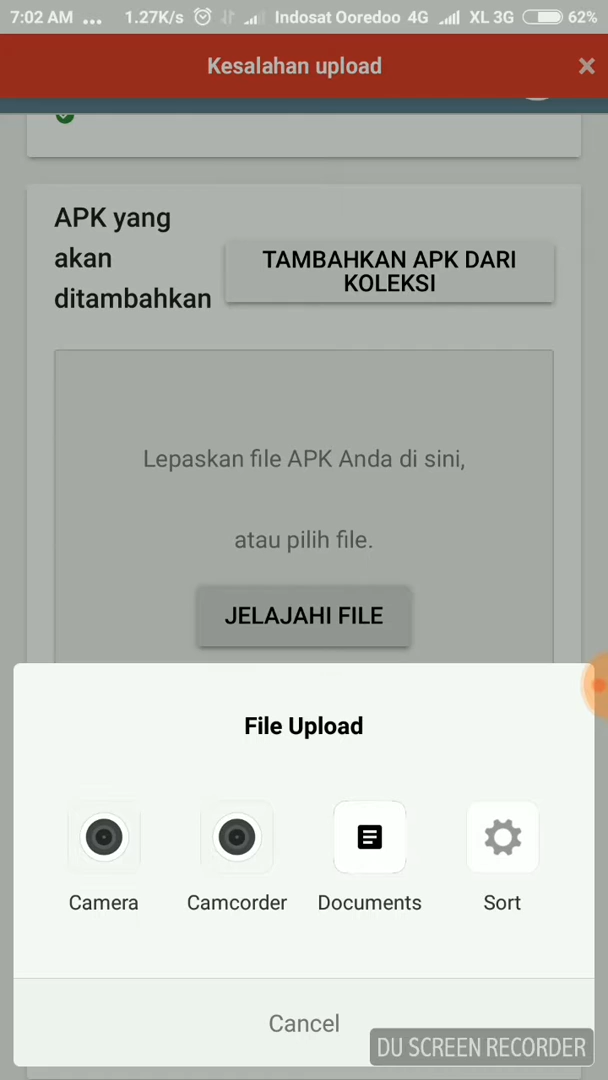 7:02 AM ... 1.27K/s Indosat Ooredoo 4G XL 3G 62%
Kesalahan upload
APK yang
akan
ditambahkan
TAMBAHKAN APK DARI
KOLEKSI
Lepaskan file APK Anda di sini,
atau pilih file.
JELAJAHI FILE
File Upload
Camera Camcorder Documents Sort
Cancel
DU SCREEN RECORDER